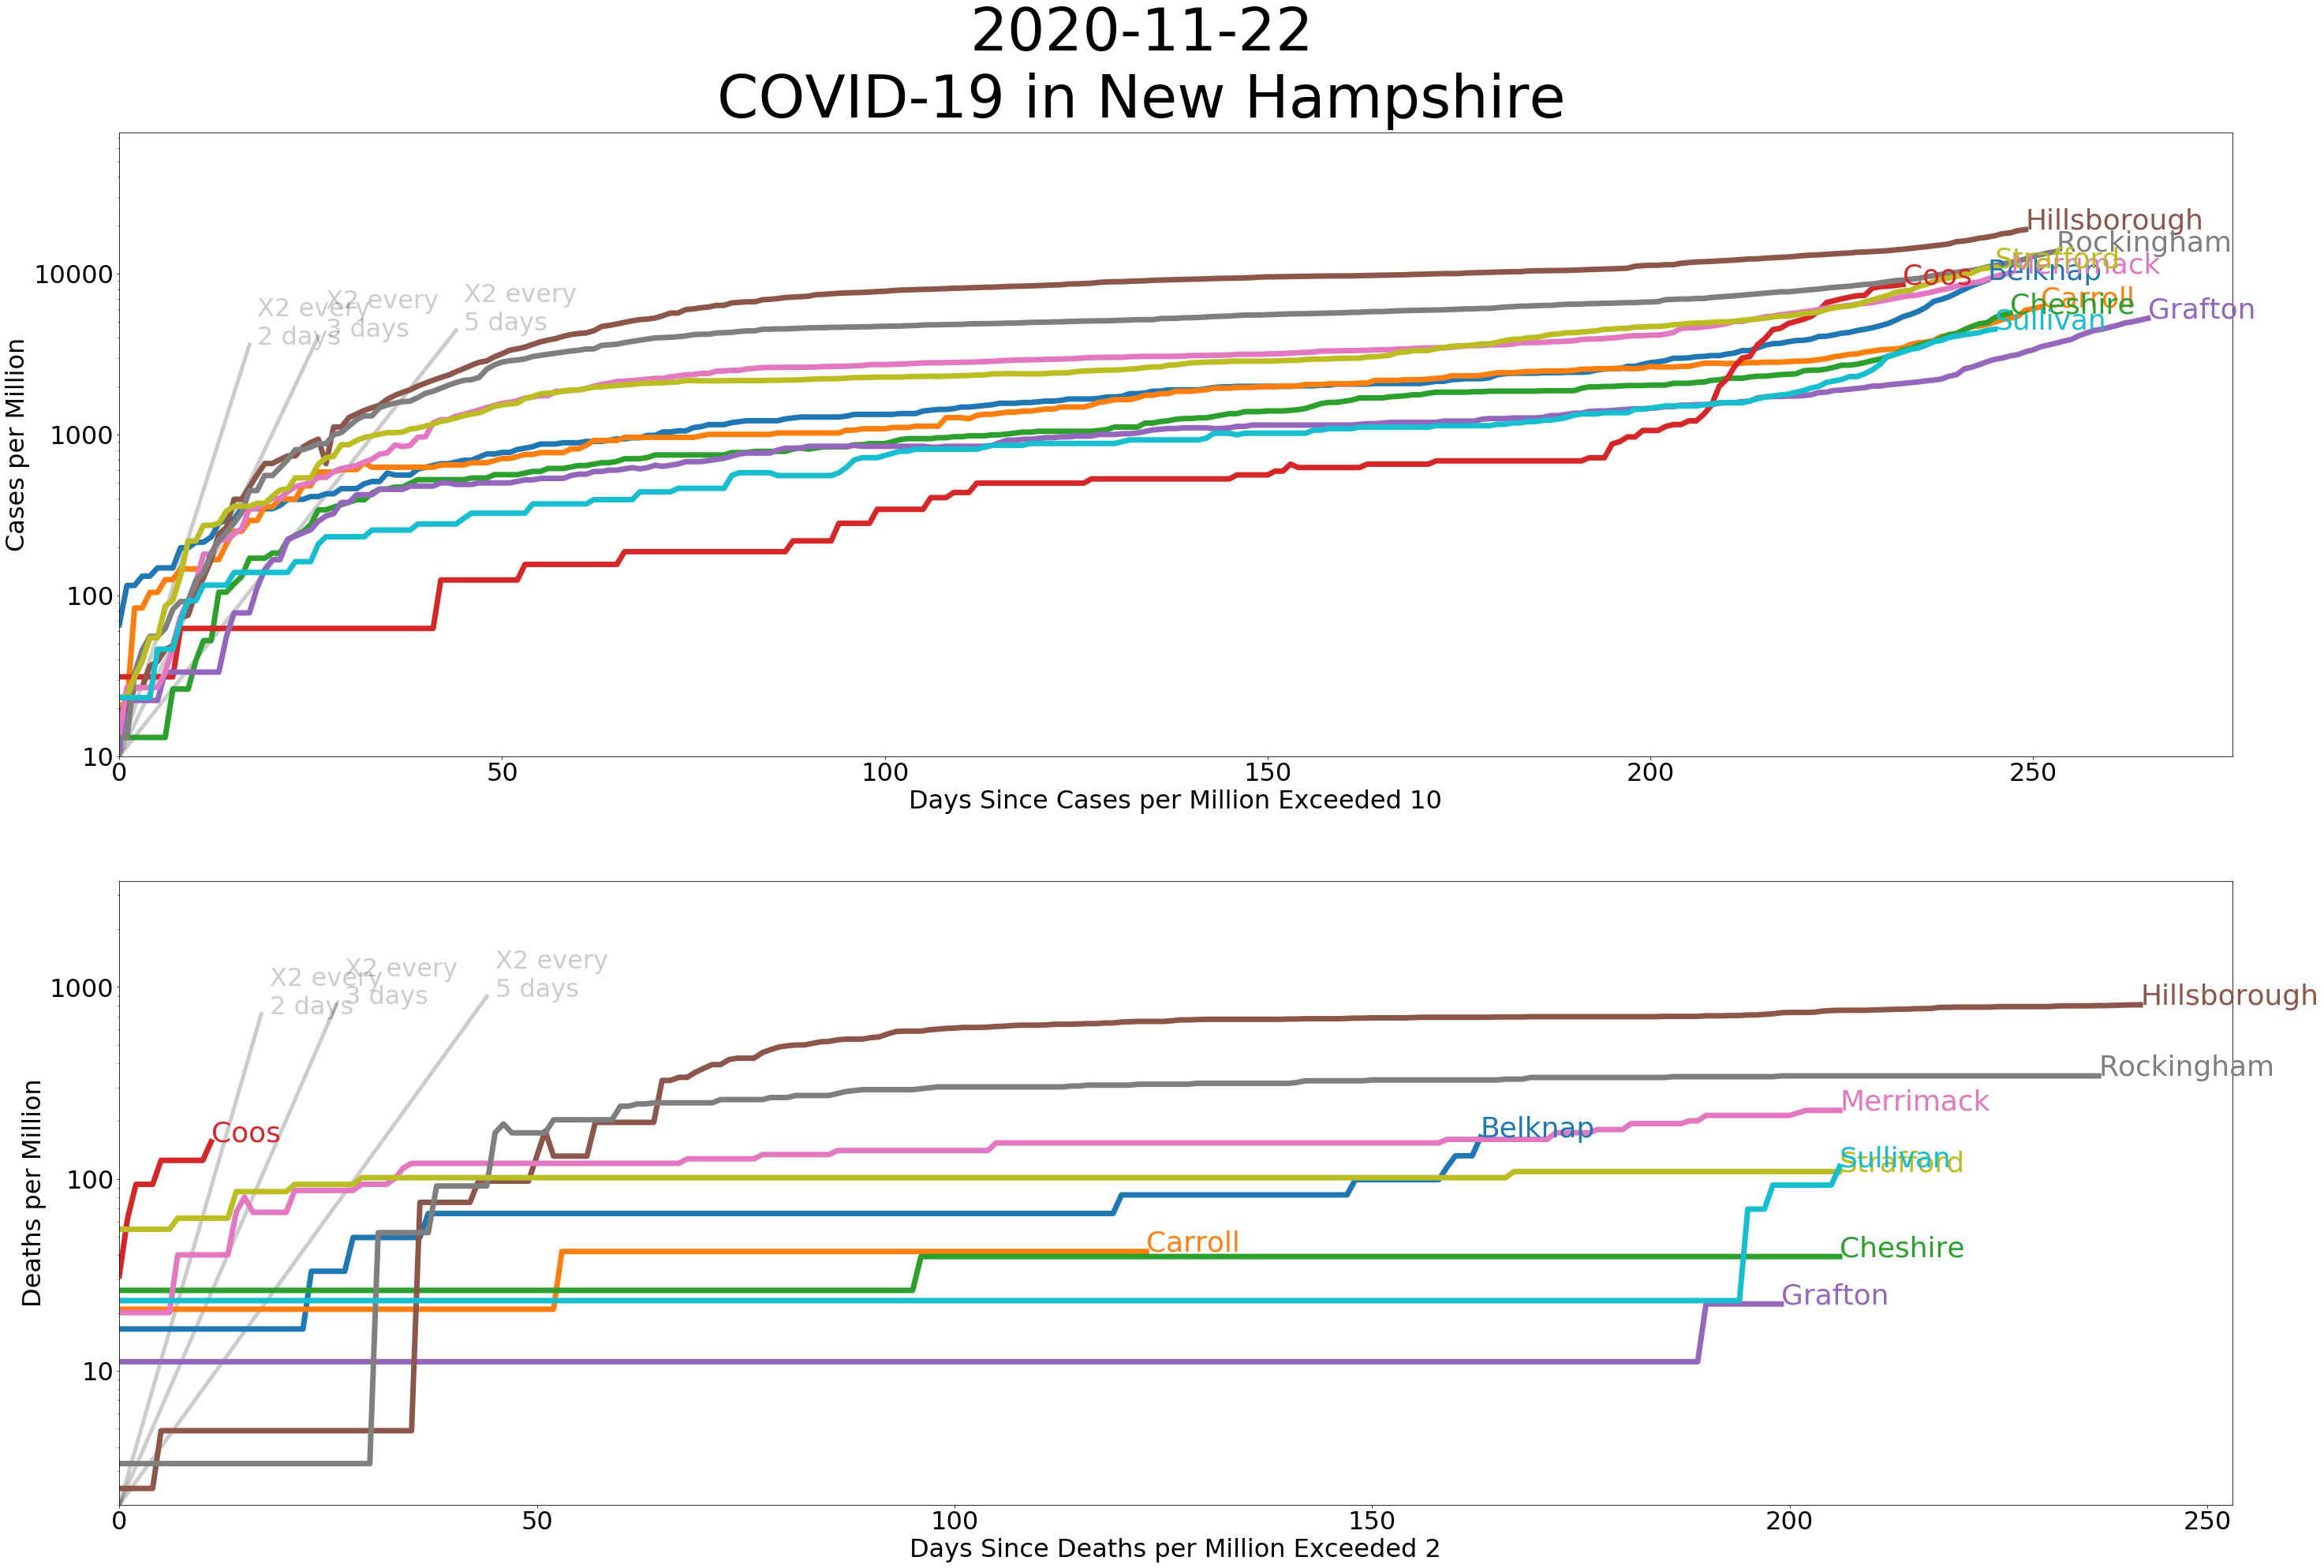 2020-11-22
COVID-19 in New Hampshire
Cases per Million
10000
1000
100
10
X2 every
2 days
X2 every
3 days
X2 every
5 days
Hillsborough
Rockingham
Strafford
Merrimack
Belknap
Coos
Carroll
Cheshire
Grafton
Sullivan
0
50
100
150
200
250
Days Since Cases per Million Exceeded 10
Deaths per Million
1000
100
10
X2 every
2 days
X2 every
3 days
X2 every
5 days
Hillsborough
Rockingham
Merrimack
Coos
Belknap
Sullivan
Strafford
Carroll
Cheshire
Grafton
0
50
100
150
200
250
Days Since Deaths per Million Exceeded 2